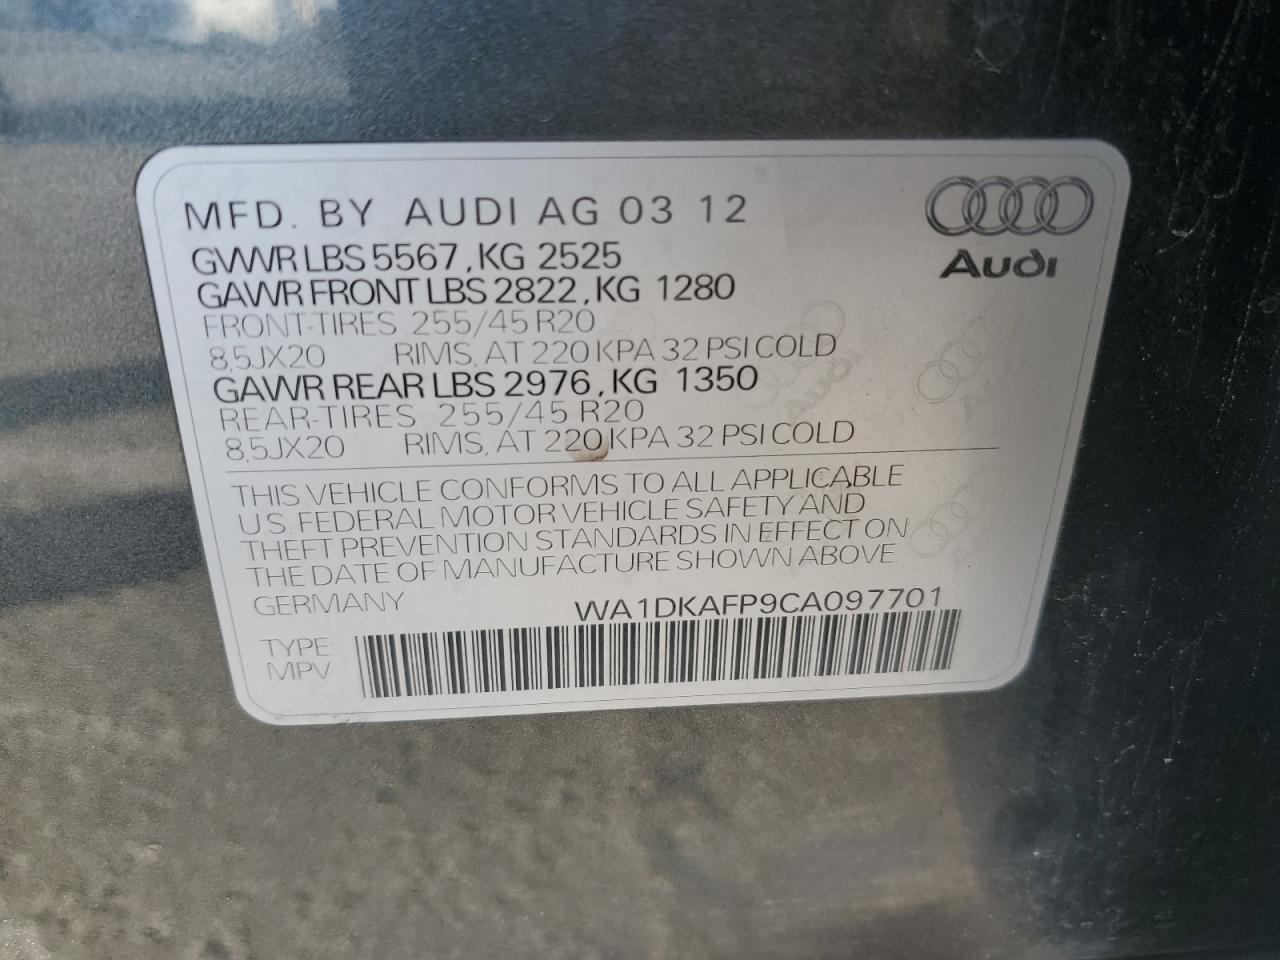 MFD. BY AUDI AG 03 12
Audi
GVWR LBS 5567, KG 2525
GAWR FRONT LBS 2822, KG 1280
FRONT-TIRES 255/45 R20
8,5JX20 RIMS, AT 220 KPA 32 PSI COLD
GAWR REAR LBS 2976, KG 1350
REAR-TIRES 255/45 R20
8,5JX20 RIMS, AT 220 KPA 32 PSI COLD
THIS VEHICLE CONFORMS TO ALL APPLICABLE
U.S. FEDERAL MOTOR VEHICLE SAFETY AND
THEFT PREVENTION STANDARDS IN EFFECT ON
THE DATE OF MANUFACTURE SHOWN ABOVE.
GERMANY WA1DKAFP9CA097701
TYPE:
MPV